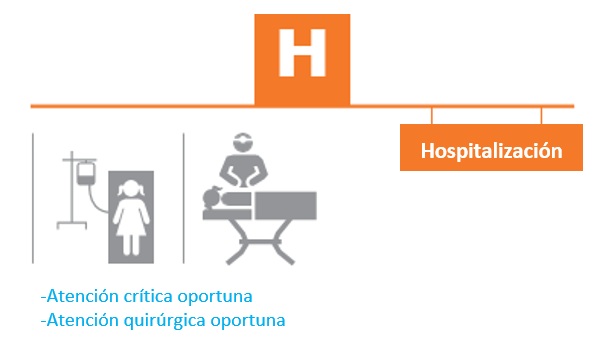 H
Hospitalización
-Atención crítica oportuna
-Atención quirúrgica oportuna